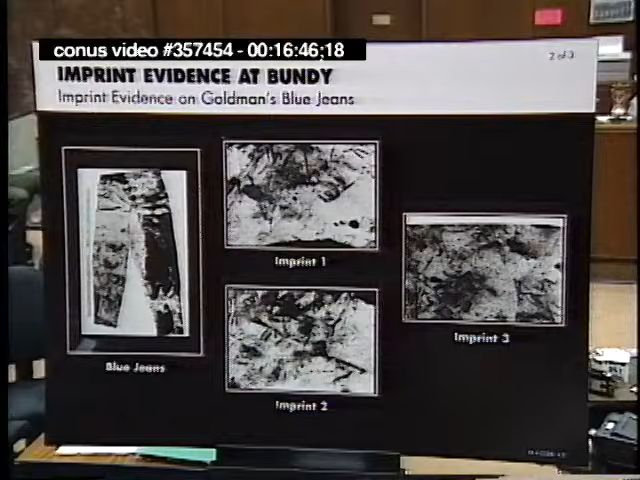 conus video #357454 - 00:16:46;18
2 of 3
IMPRINT EVIDENCE AT BUNDY
Imprint Evidence on Goldman's Blue Jeans
Imprint 1
Imprint 3
Blue Jeans
Imprint 2